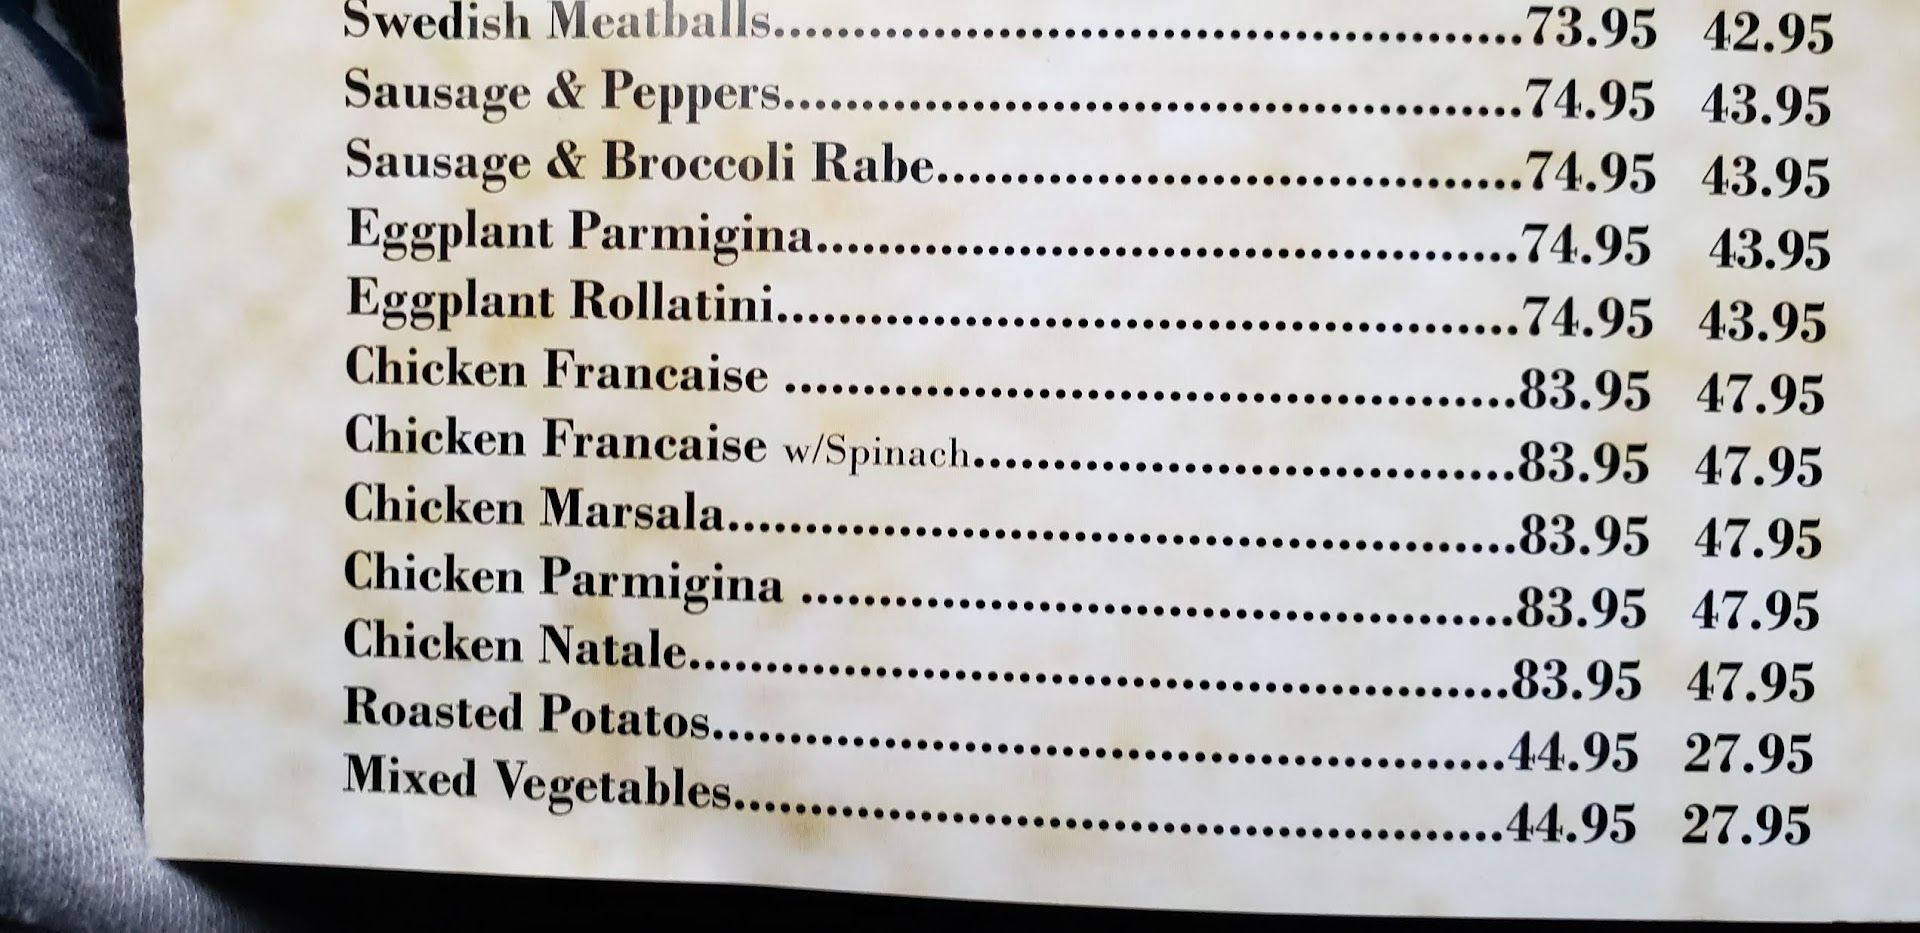 Swedish Meatballs................................................73.95 42.95
Sausage & Peppers................................................74.95 43.95
Sausage & Broccoli Rabe......................................74.95 43.95
Eggplant Parmigina.............................................74.95 43.95
Eggplant Rollatini................................................74.95 43.95
Chicken Francaise ................................................83.95 47.95
Chicken Francaise w/Spinach...................................83.95 47.95
Chicken Marsala...................................................83.95 47.95
Chicken Parmigina ..............................................83.95 47.95
Chicken Natale.....................................................83.95 47.95
Roasted Potatos...................................................44.95 27.95
Mixed Vegetables.................................................44.95 27.95